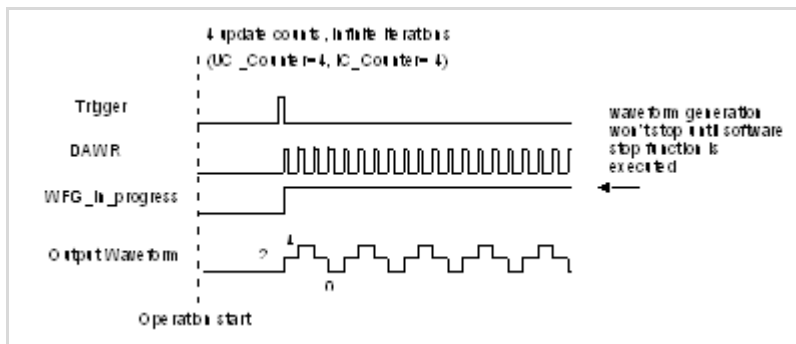 4 update counts, infinite iterations
(UC_Counter=4, IC_Counter= 4)
Trigger
DAWR
WFG_in_progress
Output Waveform
2
4
0
Operation start
waveform generation
won't stop until software
stop function is
executed